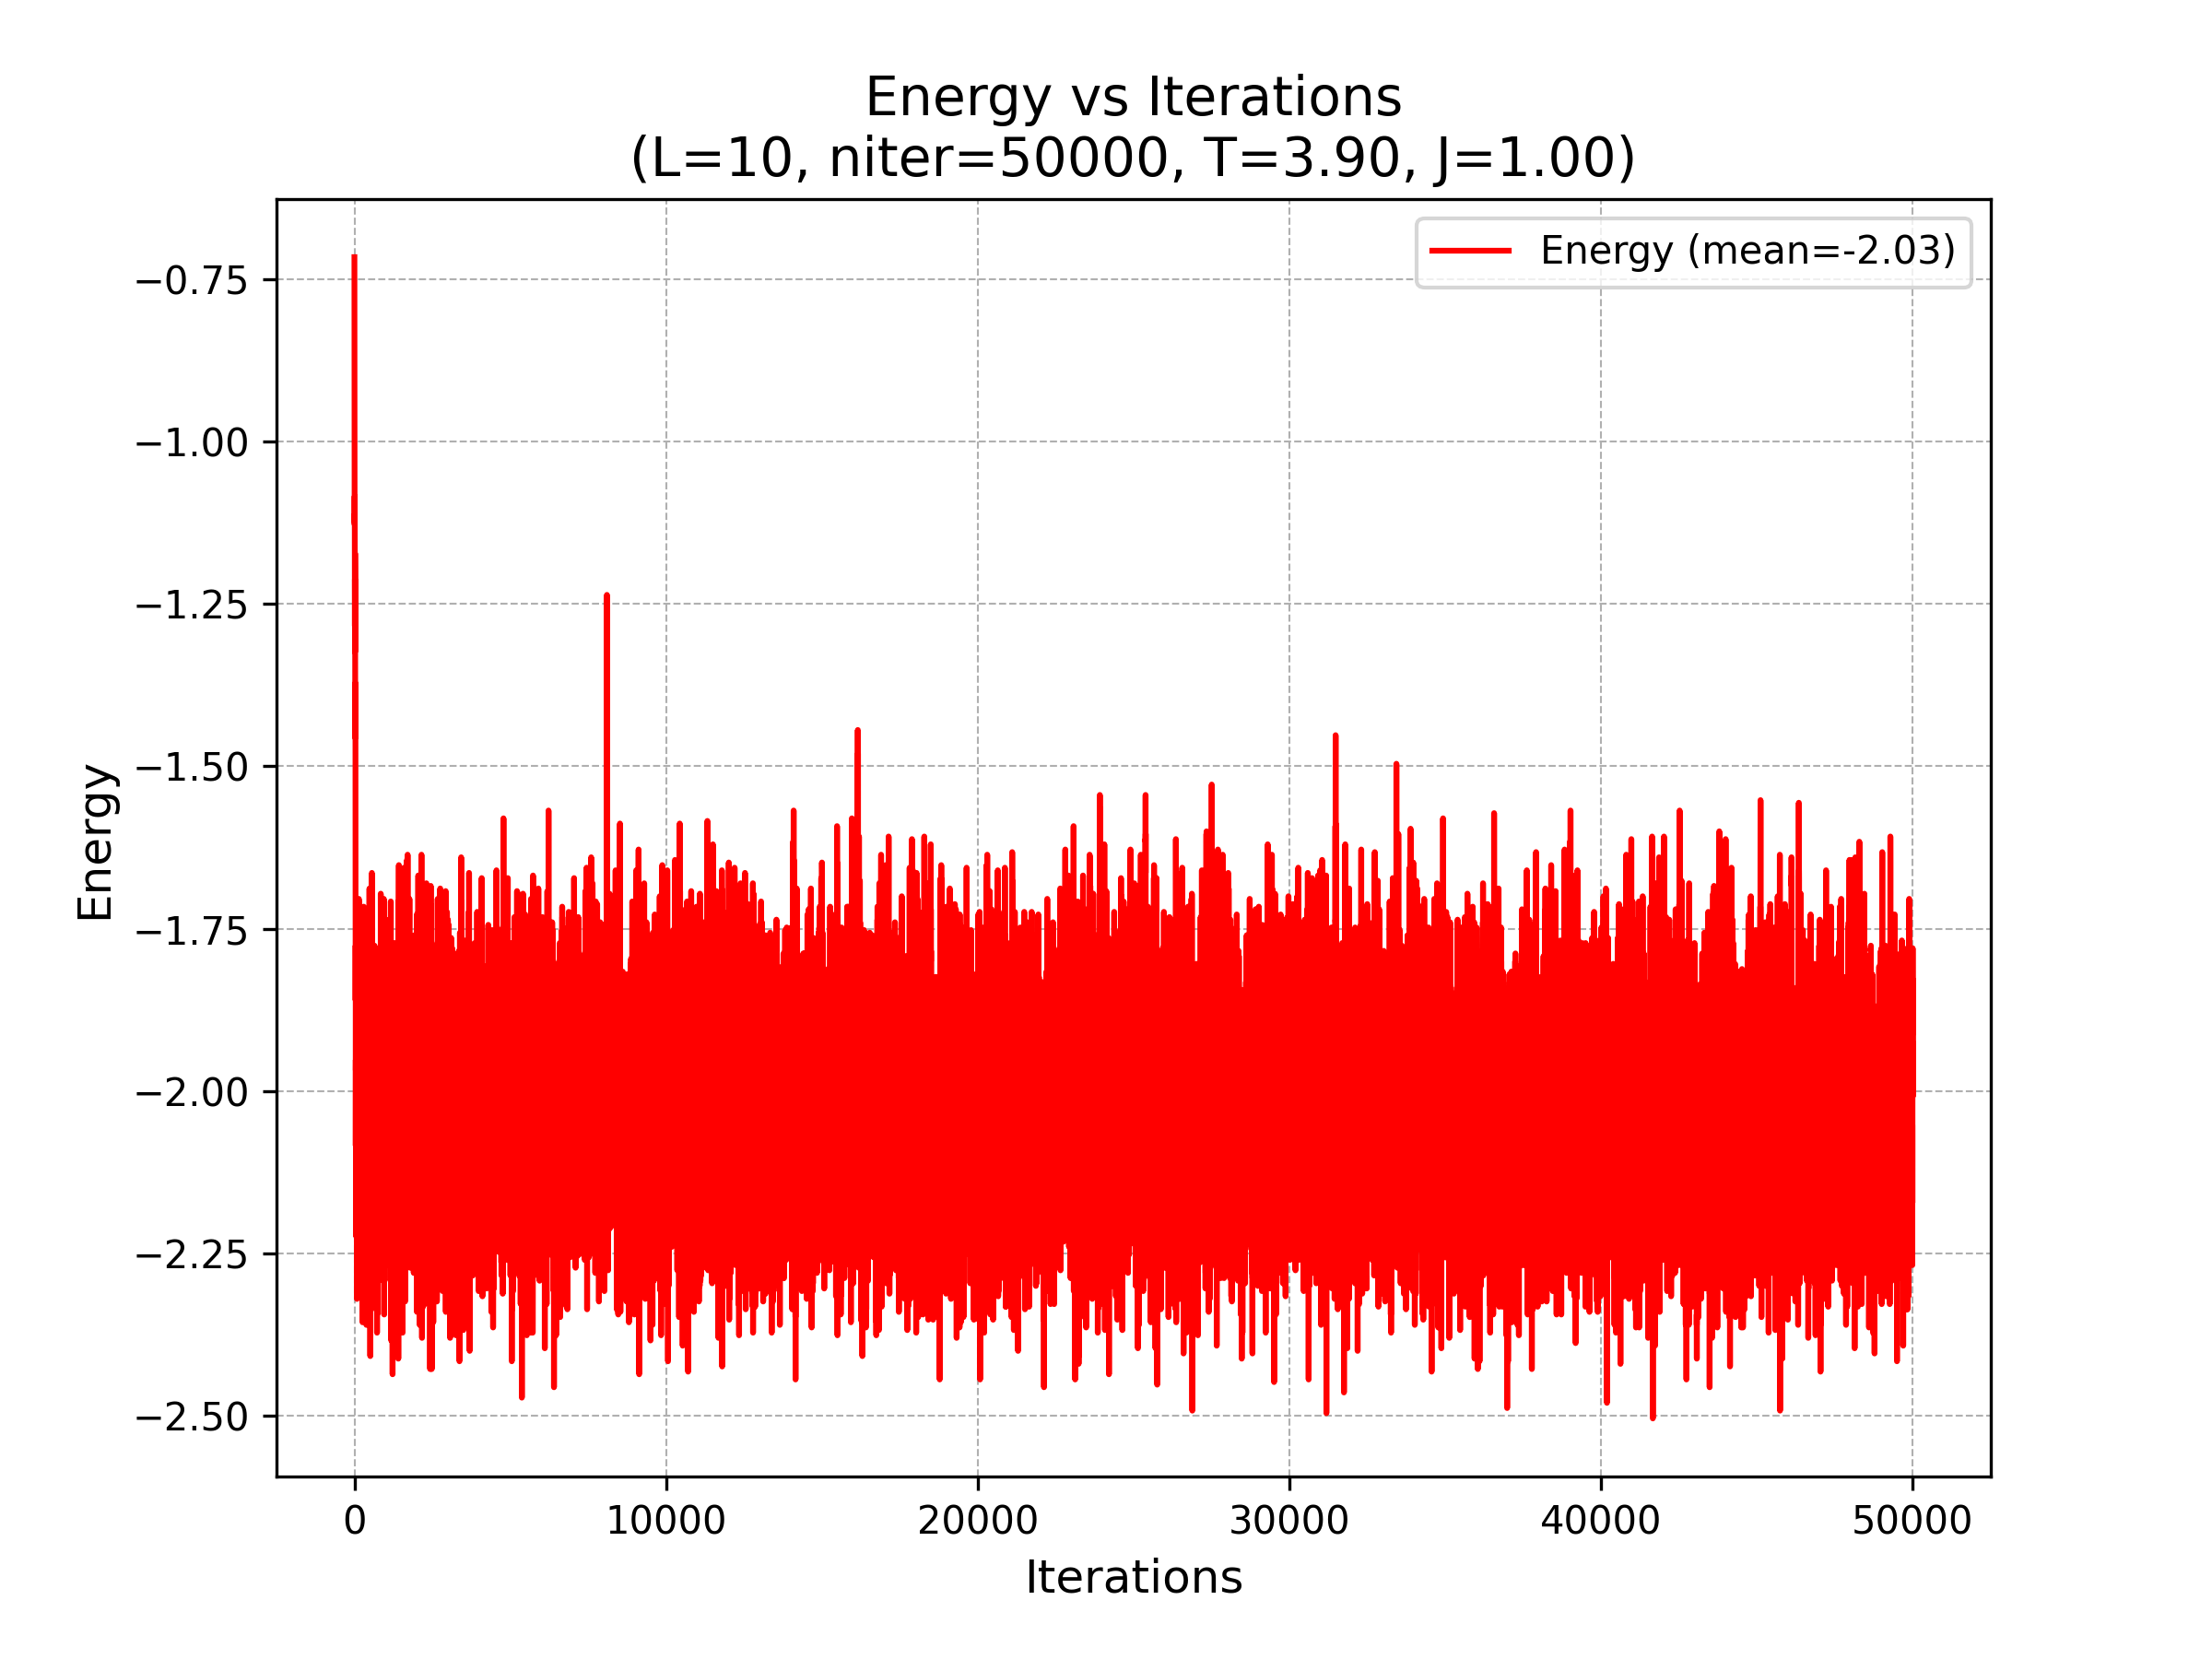 Energy vs Iterations
(L=10, niter=50000, T=3.90, J=1.00)
Energy (mean=-2.03)
−0.75
−1.00
−1.25
−1.50
−1.75
−2.00
−2.25
−2.50
Energy
0 10000 20000 30000 40000 50000
Iterations